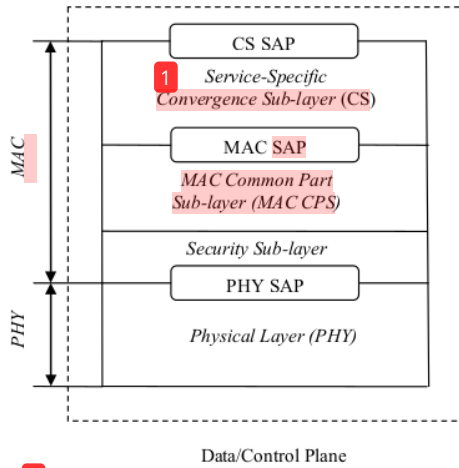 CS SAP
1
Service-Specific
Convergence Sub-layer (CS)
MAC SAP
MAC
MAC Common Part
Sub-layer (MAC CPS)
Security Sub-layer
PHY SAP
PHY
Physical Layer (PHY)
Data/Control Plane